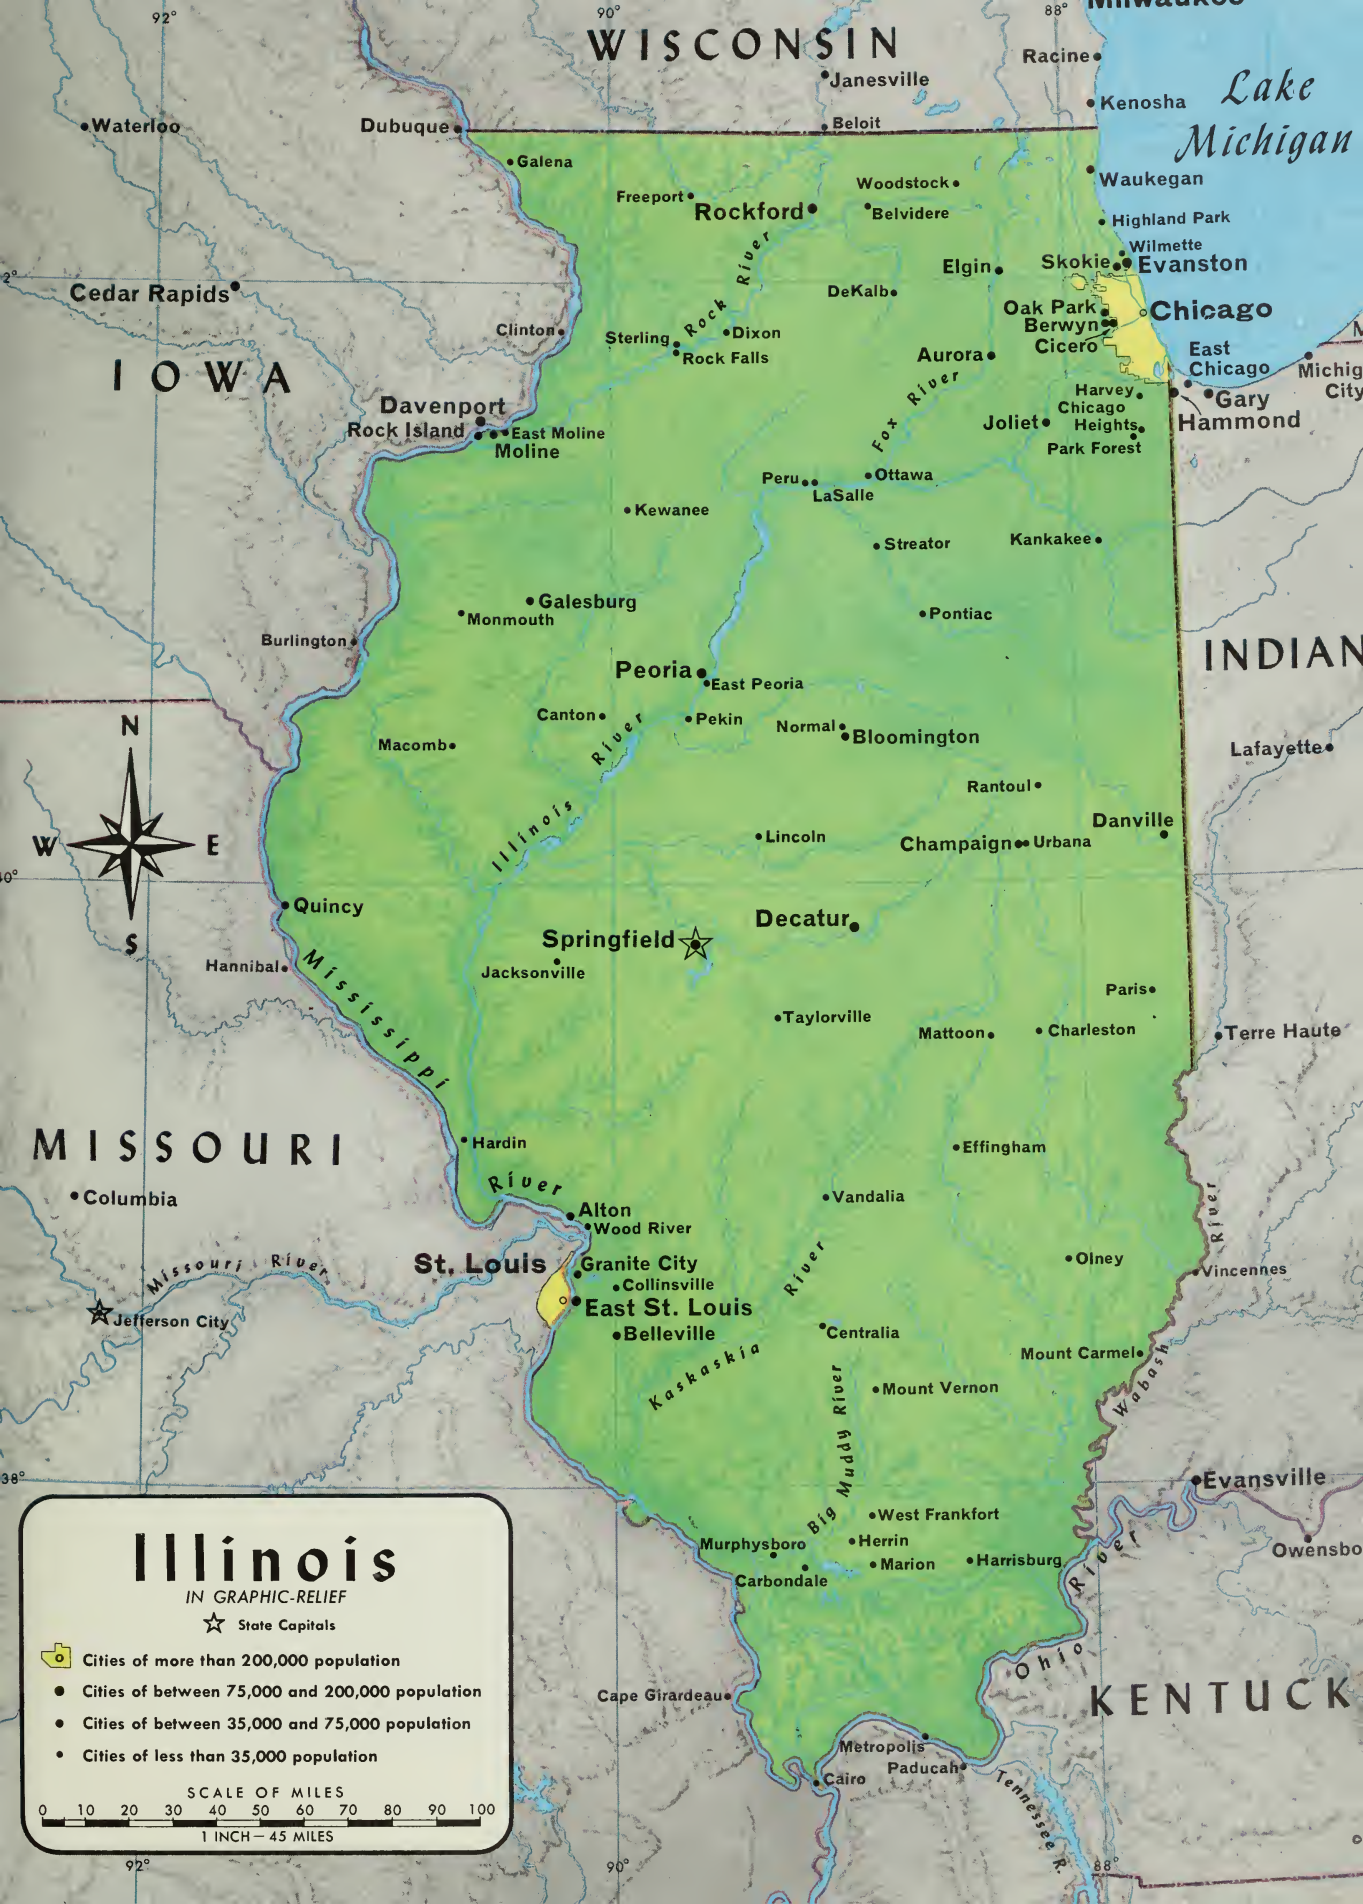 92°
90°
88°
WISCONSIN
Racine
Janesville
Lake
Michigan
Kenosha
Waterloo
Dubuque
Beloit
Galena
Waukegan
Woodstock
Freeport
Rockford
Belvidere
Highland Park
Wilmette
Skokie
Evanston
Elgin
Cedar Rapids
DeKalb
Rock River
Oak Park
Chicago
Berwyn
Cicero
Clinton
Sterling
Dixon
Rock Falls
Aurora
East
Chicago
Michig
City
IOWA
Fox River
Harvey
Gary
Davenport
Chicago
Heights
Hammond
Rock Island
East Moline
Moline
Joliet
Park Forest
Peru
LaSalle
Ottawa
Kewanee
Streator
Kankakee
Galesburg
Monmouth
Pontiac
Burlington
INDIAN
Peoria
East Peoria
Canton
Pekin
Normal
Bloomington
Macomb
Lafayette
N
W
E
S
Rantoul
Illinois River
Lincoln
Danville
Champaign
Urbana
Quincy
Decatur
Springfield
Hannibal
Jacksonville
Mississippi River
Paris
Taylorville
Mattoon
Charleston
Terre Haute
MISSOURI
Hardin
Effingham
Columbia
Vandalia
Alton
Wood River
St. Louis
Granite City
Collinsville
East St. Louis
Belleville
Missouri River
Jefferson City
Kaskaskia River
Olney
Vincennes
Centralia
Mount Carmel
Wabash River
Mount Vernon
Big Muddy River
38°
Evansville
West Frankfort
Murphysboro
Herrin
Marion
Harrisburg
Carbondale
Owensbo
Ohio River
KENTUCK
Cape Girardeau
Metropolis
Paducah
Cairo
Tennessee R.
Illinois
IN GRAPHIC-RELIEF
State Capitals
Cities of more than 200,000 population
Cities of between 75,000 and 200,000 population
Cities of between 35,000 and 75,000 population
Cities of less than 35,000 population
SCALE OF MILES
0 10 20 30 40 50 60 70 80 90 100
1 INCH — 45 MILES
92°
90°
88°